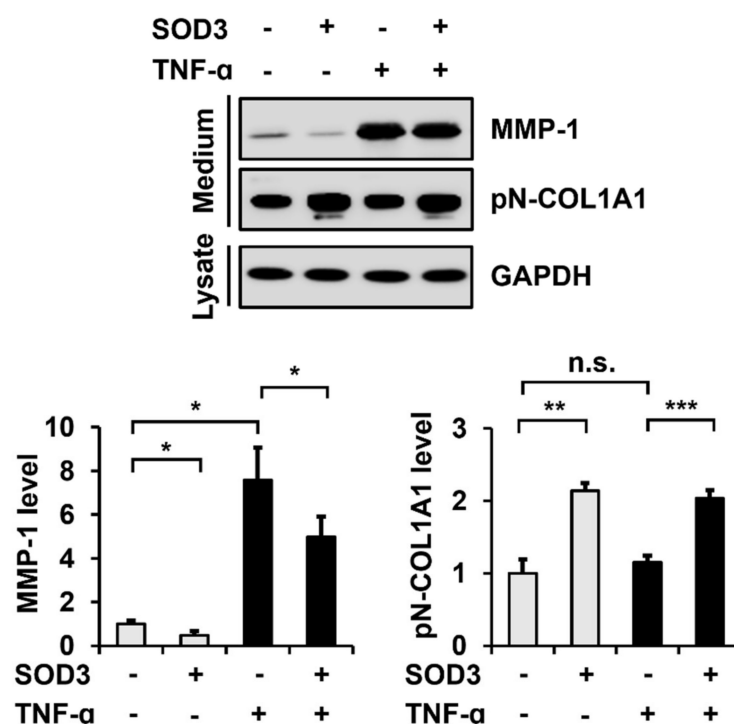 SOD3 - + - +
TNF-α - - + +
Medium
MMP-1
pN-COL1A1
Lysate
GAPDH
MMP-1 level
10
8
6
4
2
0
*
*
*
SOD3 - + - +
TNF-α - - + +
pN-COL1A1 level
3
2
1
0
n.s.
**
***
SOD3 - + - +
TNF-α - - + +